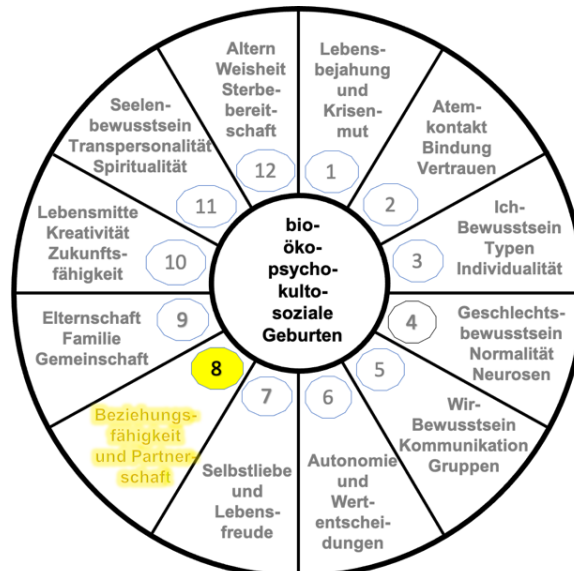 Lebens-
bejahung
und
Krisen-
mut
1
Atem-
kontakt
Bindung
Vertrauen
2
Ich-
Bewusstsein
Typen
Individualität
3
Geschlechts-
bewusstsein
Normalität
Neurosen
4
Wir-
Bewusstsein
Kommunikation
Gruppen
5
Autonomie
und
Wert-
entschei-
dungen
6
Selbstliebe
und
Lebens-
freude
7
Beziehungs-
fähigkeit
und Partner-
schaft
8
Elternschaft
Familie
Gemeinschaft
9
Lebensmitte
Kreativität
Zukunfts-
fähigkeit
10
Seelen-
bewusstsein
Transpersonalität
Spiritualität
11
Altern
Weisheit
Sterbe-
bereit-
schaft
12
bio-
öko-
psycho-
kulto-
soziale
Geburten